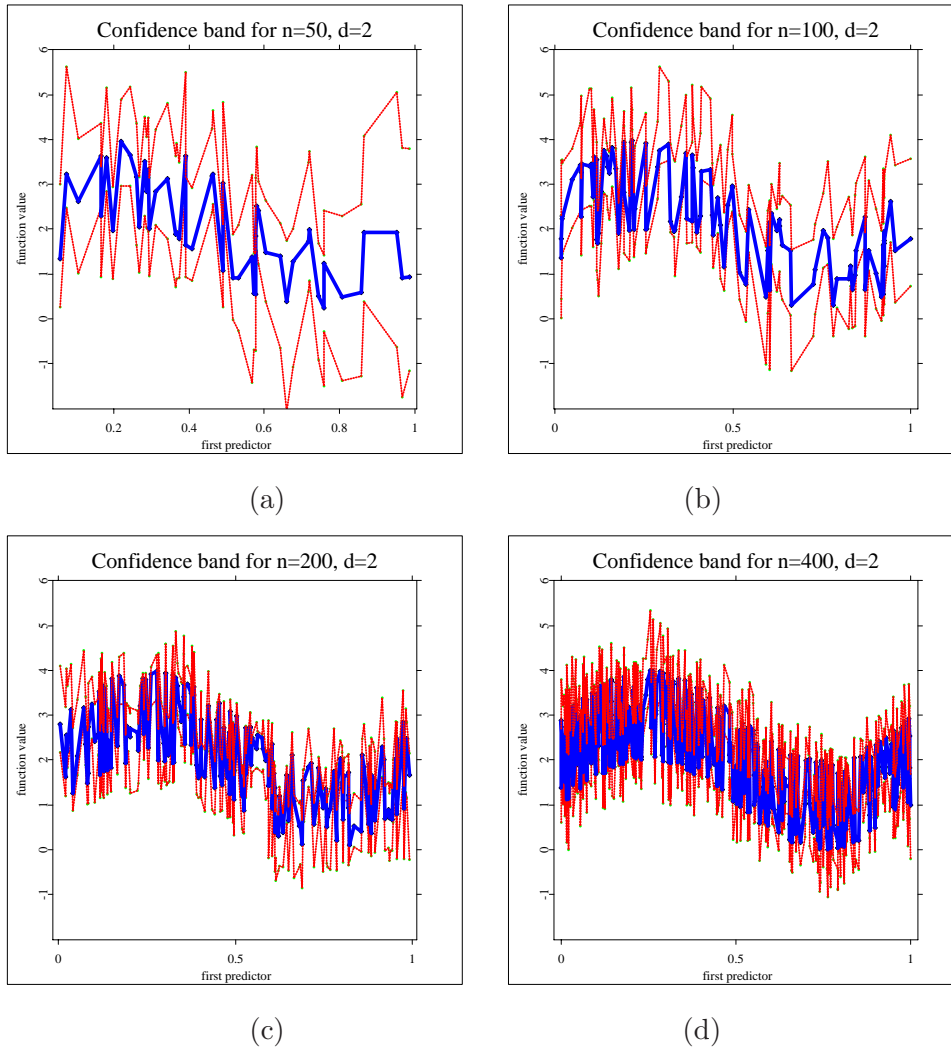 Confidence band for n=50, d=2
function value
-1 0 1 2 3 4 5 6
0.2 0.4 0.6 0.8 1
first predictor
(a)
Confidence band for n=100, d=2
function value
-1 0 1 2 3 4 5 6
0 0.5 1
first predictor
(b)
Confidence band for n=200, d=2
function value
-1 0 1 2 3 4 5 6
0 0.5 1
first predictor
(c)
Confidence band for n=400, d=2
function value
-1 0 1 2 3 4 5 6
0 0.5 1
first predictor
(d)